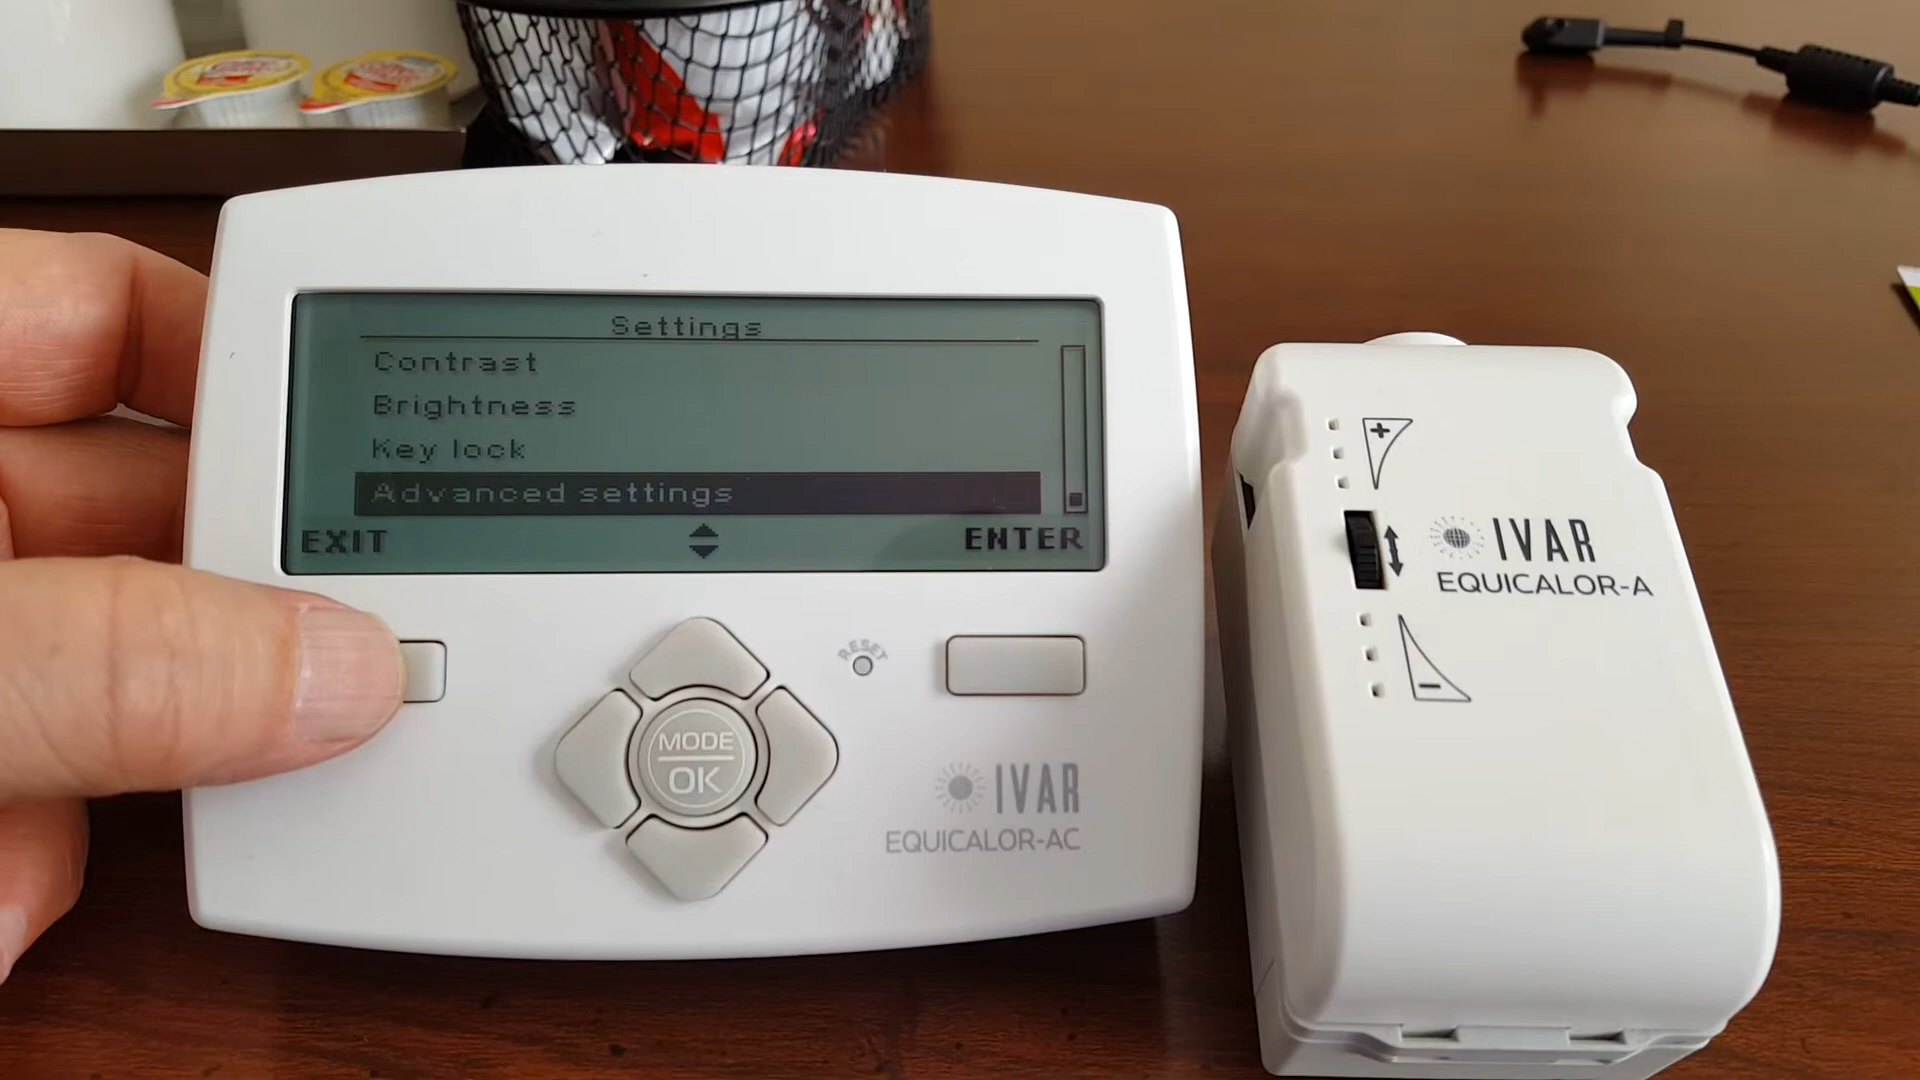 Settings
Contrast
Brightness
Key lock
Advanced settings
EXIT
ENTER
RESET
MODE
OK
IVAR
EQUICALOR-AC
+
IVAR
EQUICALOR-A
-